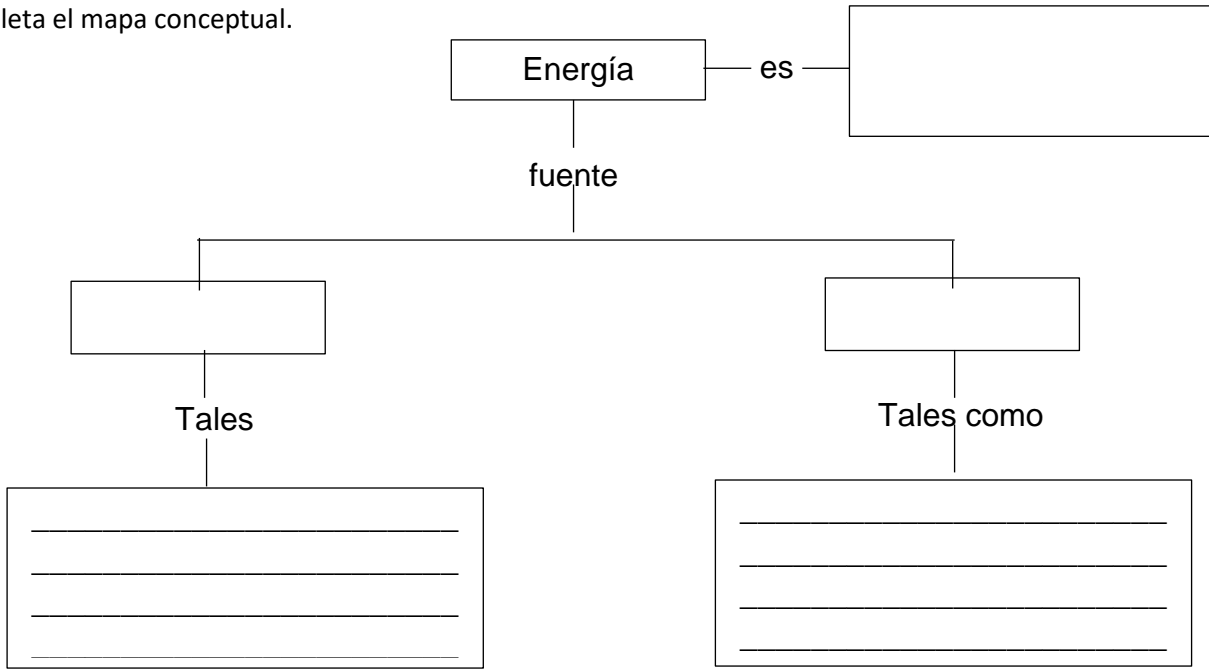 leta el mapa conceptual.
Energía
es
fuente
Tales
Tales como